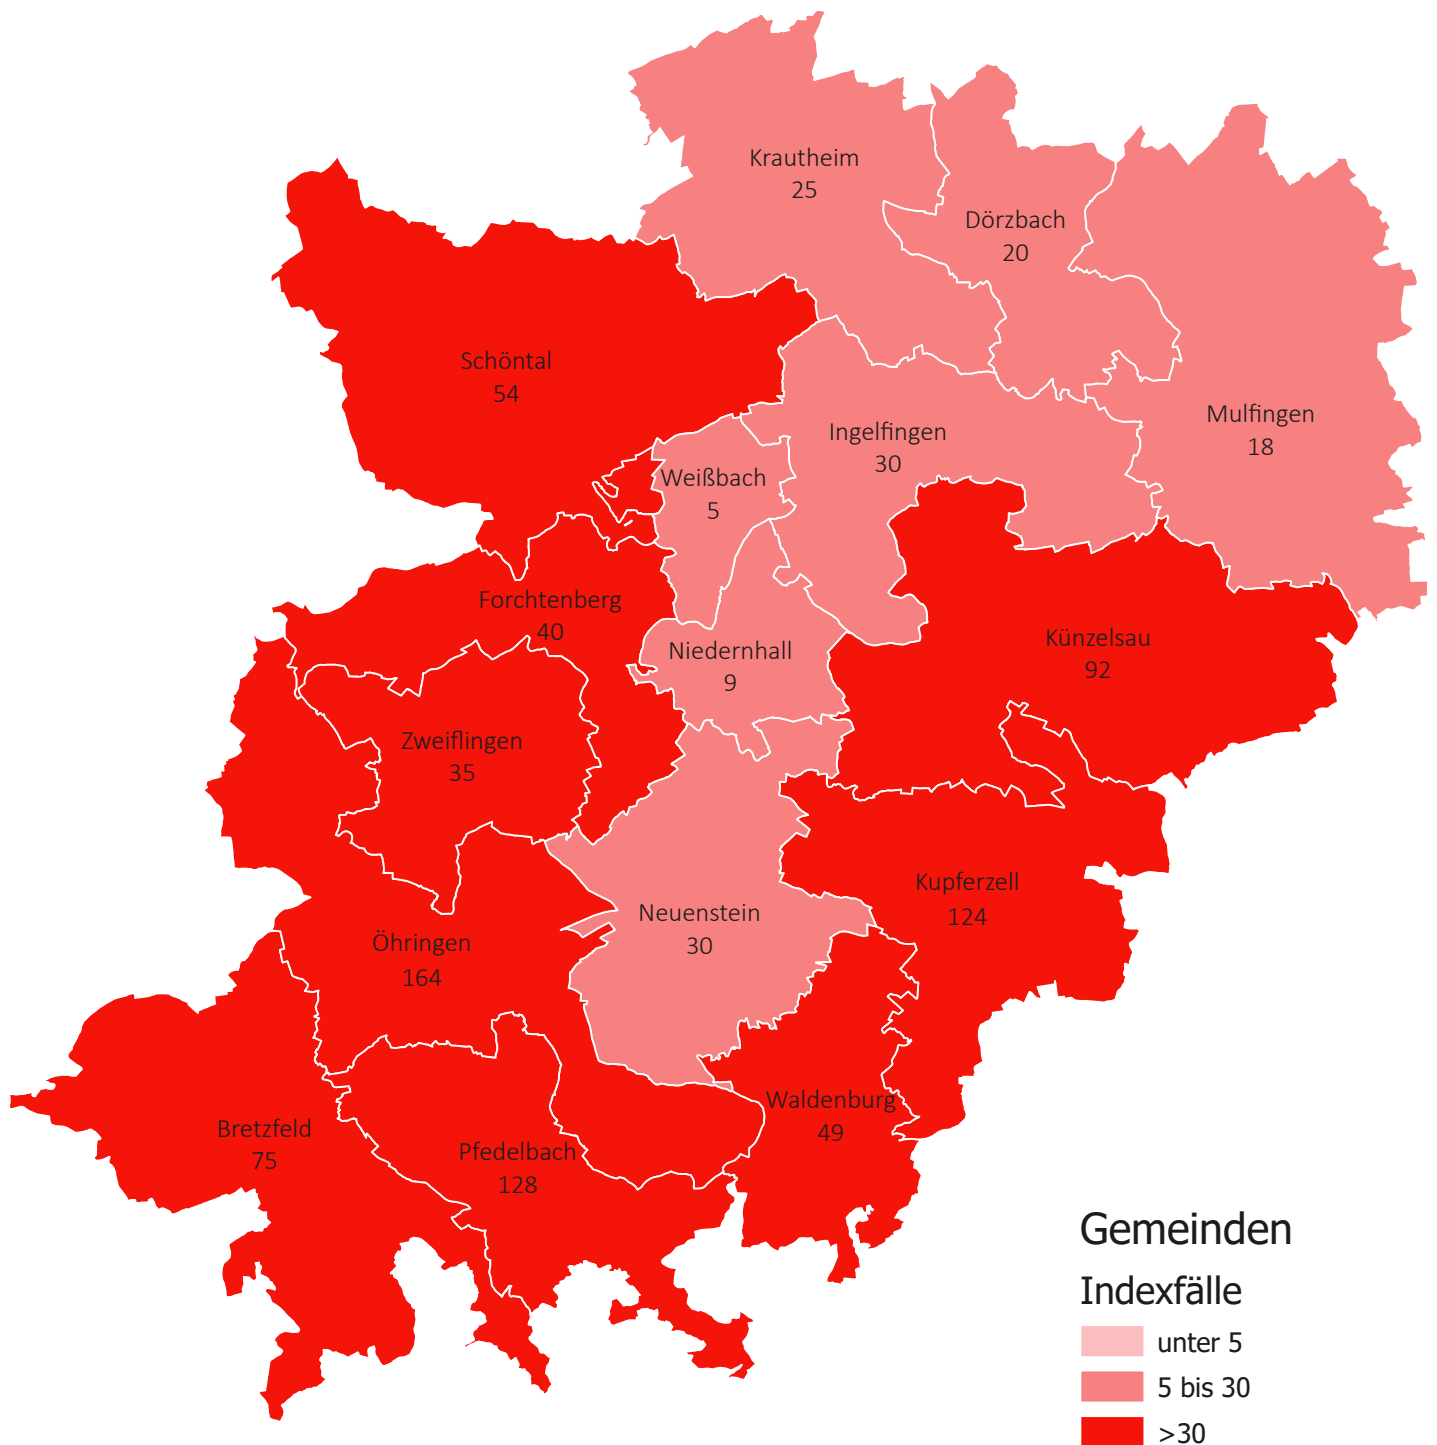 Krautheim
25
Dörzbach
20
Schöntal
54
Mulfingen
18
Ingelfingen
30
Weißbach
5
Forchtenberg
40
Niedernhall
9
Künzelsau
92
Zweiflingen
35
Kupferzell
124
Neuenstein
30
Öhringen
164
Waldenburg
49
Bretzfeld
75
Pfedelbach
128
Gemeinden
Indexfälle
unter 5
5 bis 30
>30